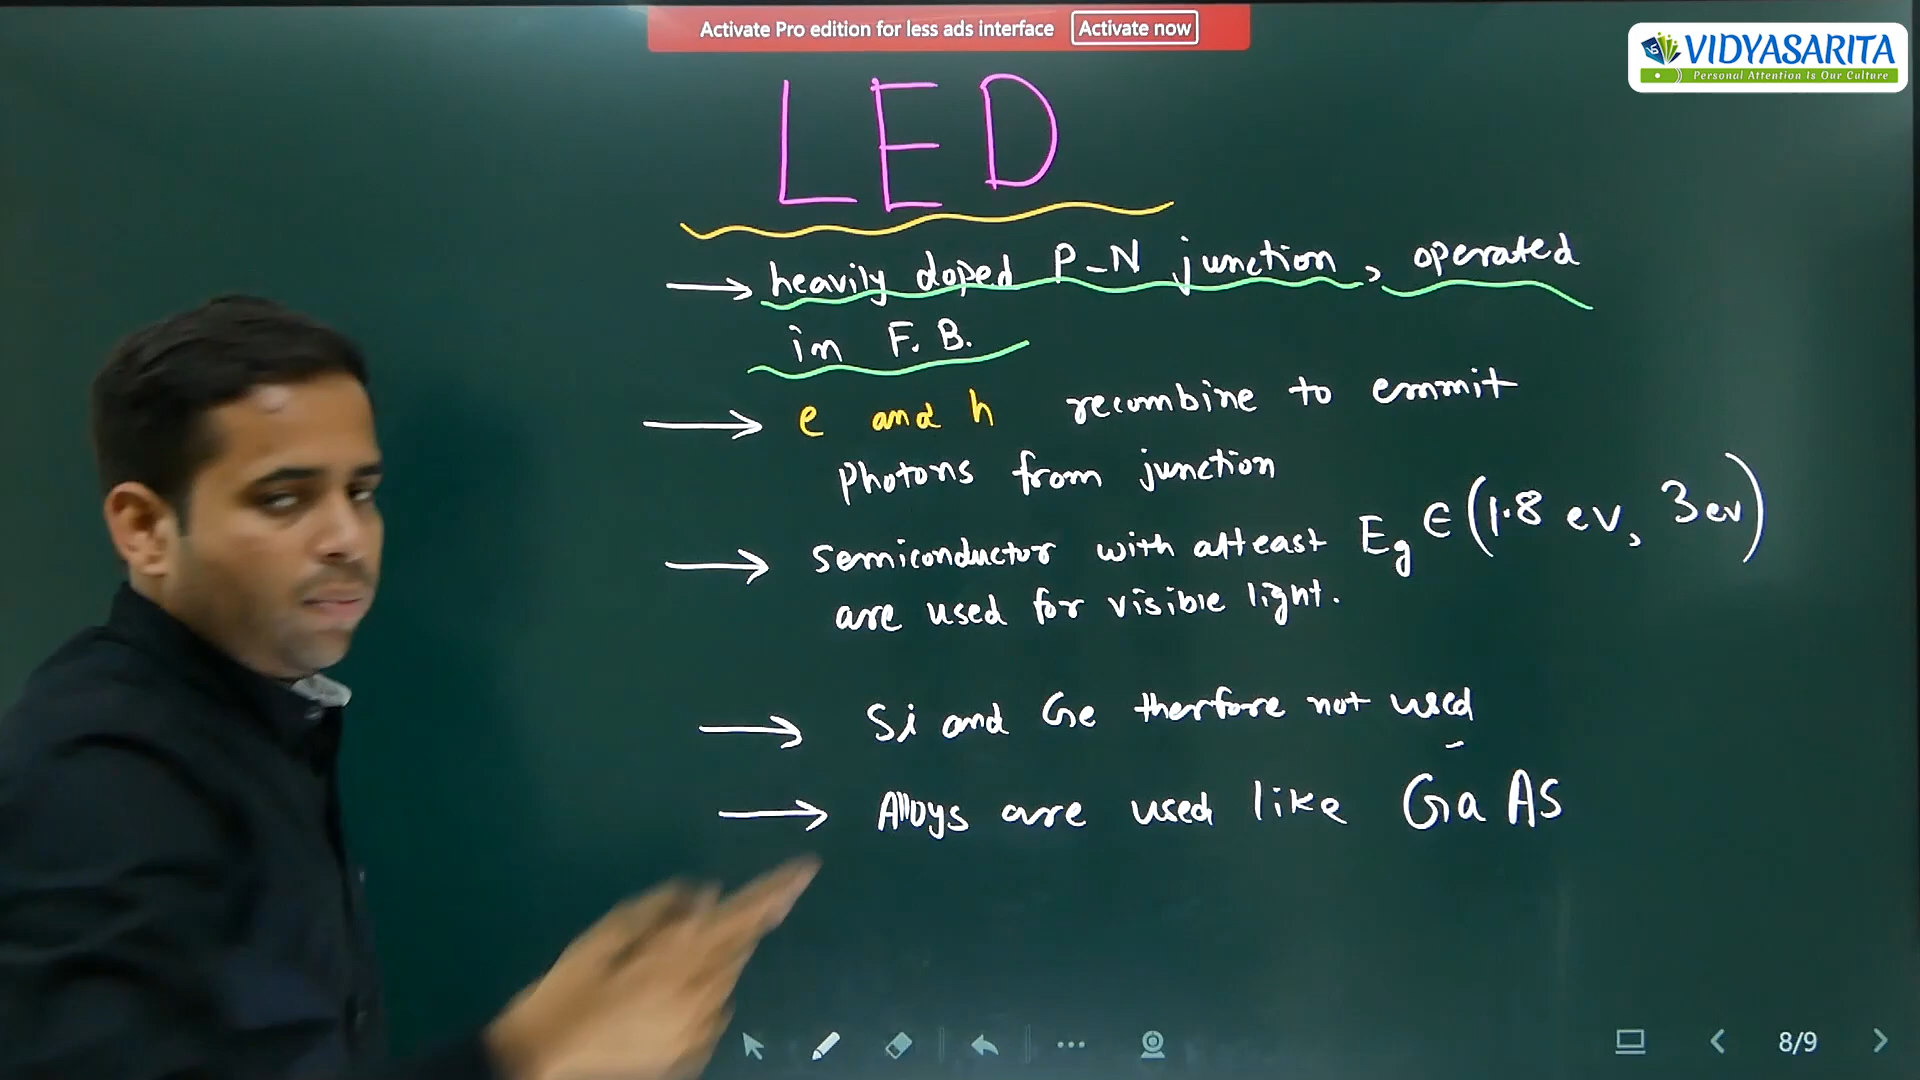 Activate Pro edition for less ads interface Activate now
VIDYASARITA
Personal Attention Is Our Culture
LED
→ heavily doped P-N junction, operated
in F.B.
→ e and h recombine to emmit
photons from junction
→ semiconductor with atleast Eg ∈ (1.8 ev, 3 ev)
are used for visible light.
→ Si and Ge therfore not used
→ Alloys are used like GaAs
8/9